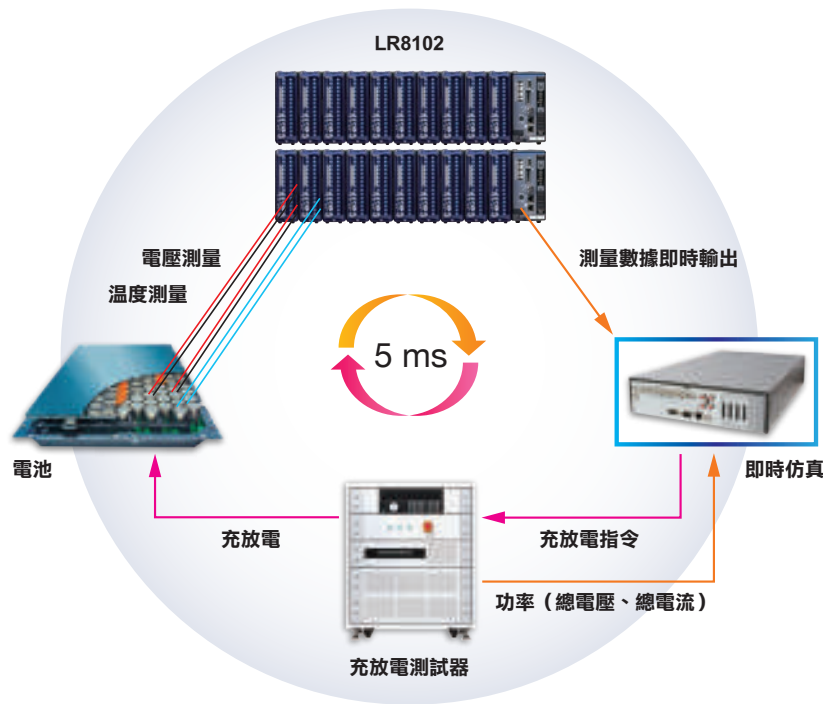 LR8102
電壓測量
温度測量
測量數據即時輸出
5 ms
電池
即時仿真
充放電
充放電指令
功率（總電壓、總電流）
充放電測試器